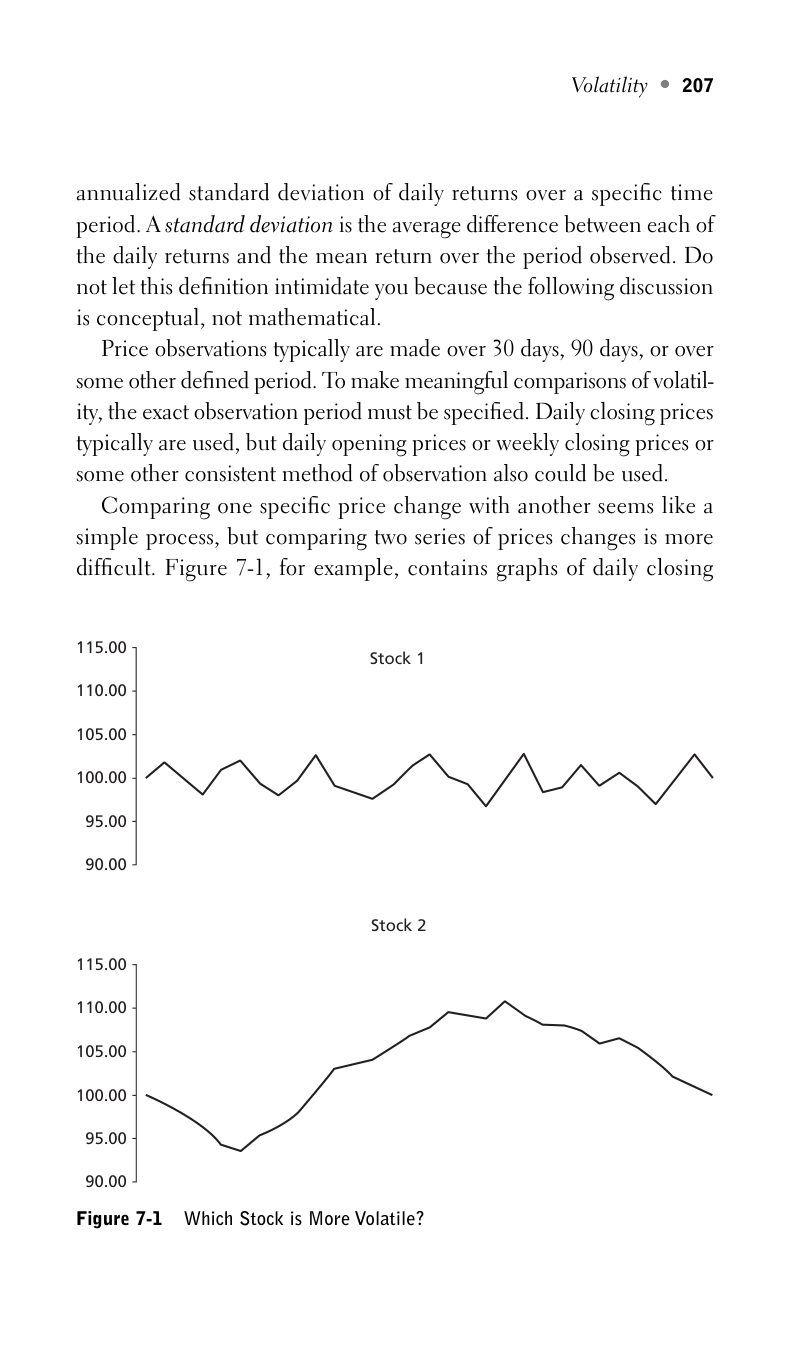 Volatility • 207
annualized standard deviation of daily returns over a specific time
period. A standard deviation is the average difference between each of
the daily returns and the mean return over the period observed. Do
not let this definition intimidate you because the following discussion
is conceptual, not mathematical.
Price observations typically are made over 30 days, 90 days, or over
some other defined period. To make meaningful comparisons of volatil-
ity, the exact observation period must be specified. Daily closing prices
typically are used, but daily opening prices or weekly closing prices or
some other consistent method of observation also could be used.
Comparing one specific price change with another seems like a
simple process, but comparing two series of prices changes is more
difficult. Figure 7-1, for example, contains graphs of daily closing
115.00
Stock 1
110.00
105.00
100.00
95.00
90.00
Stock 2
115.00
110.00
105.00
100.00
95.00
90.00
Figure 7-1 Which Stock is More Volatile?